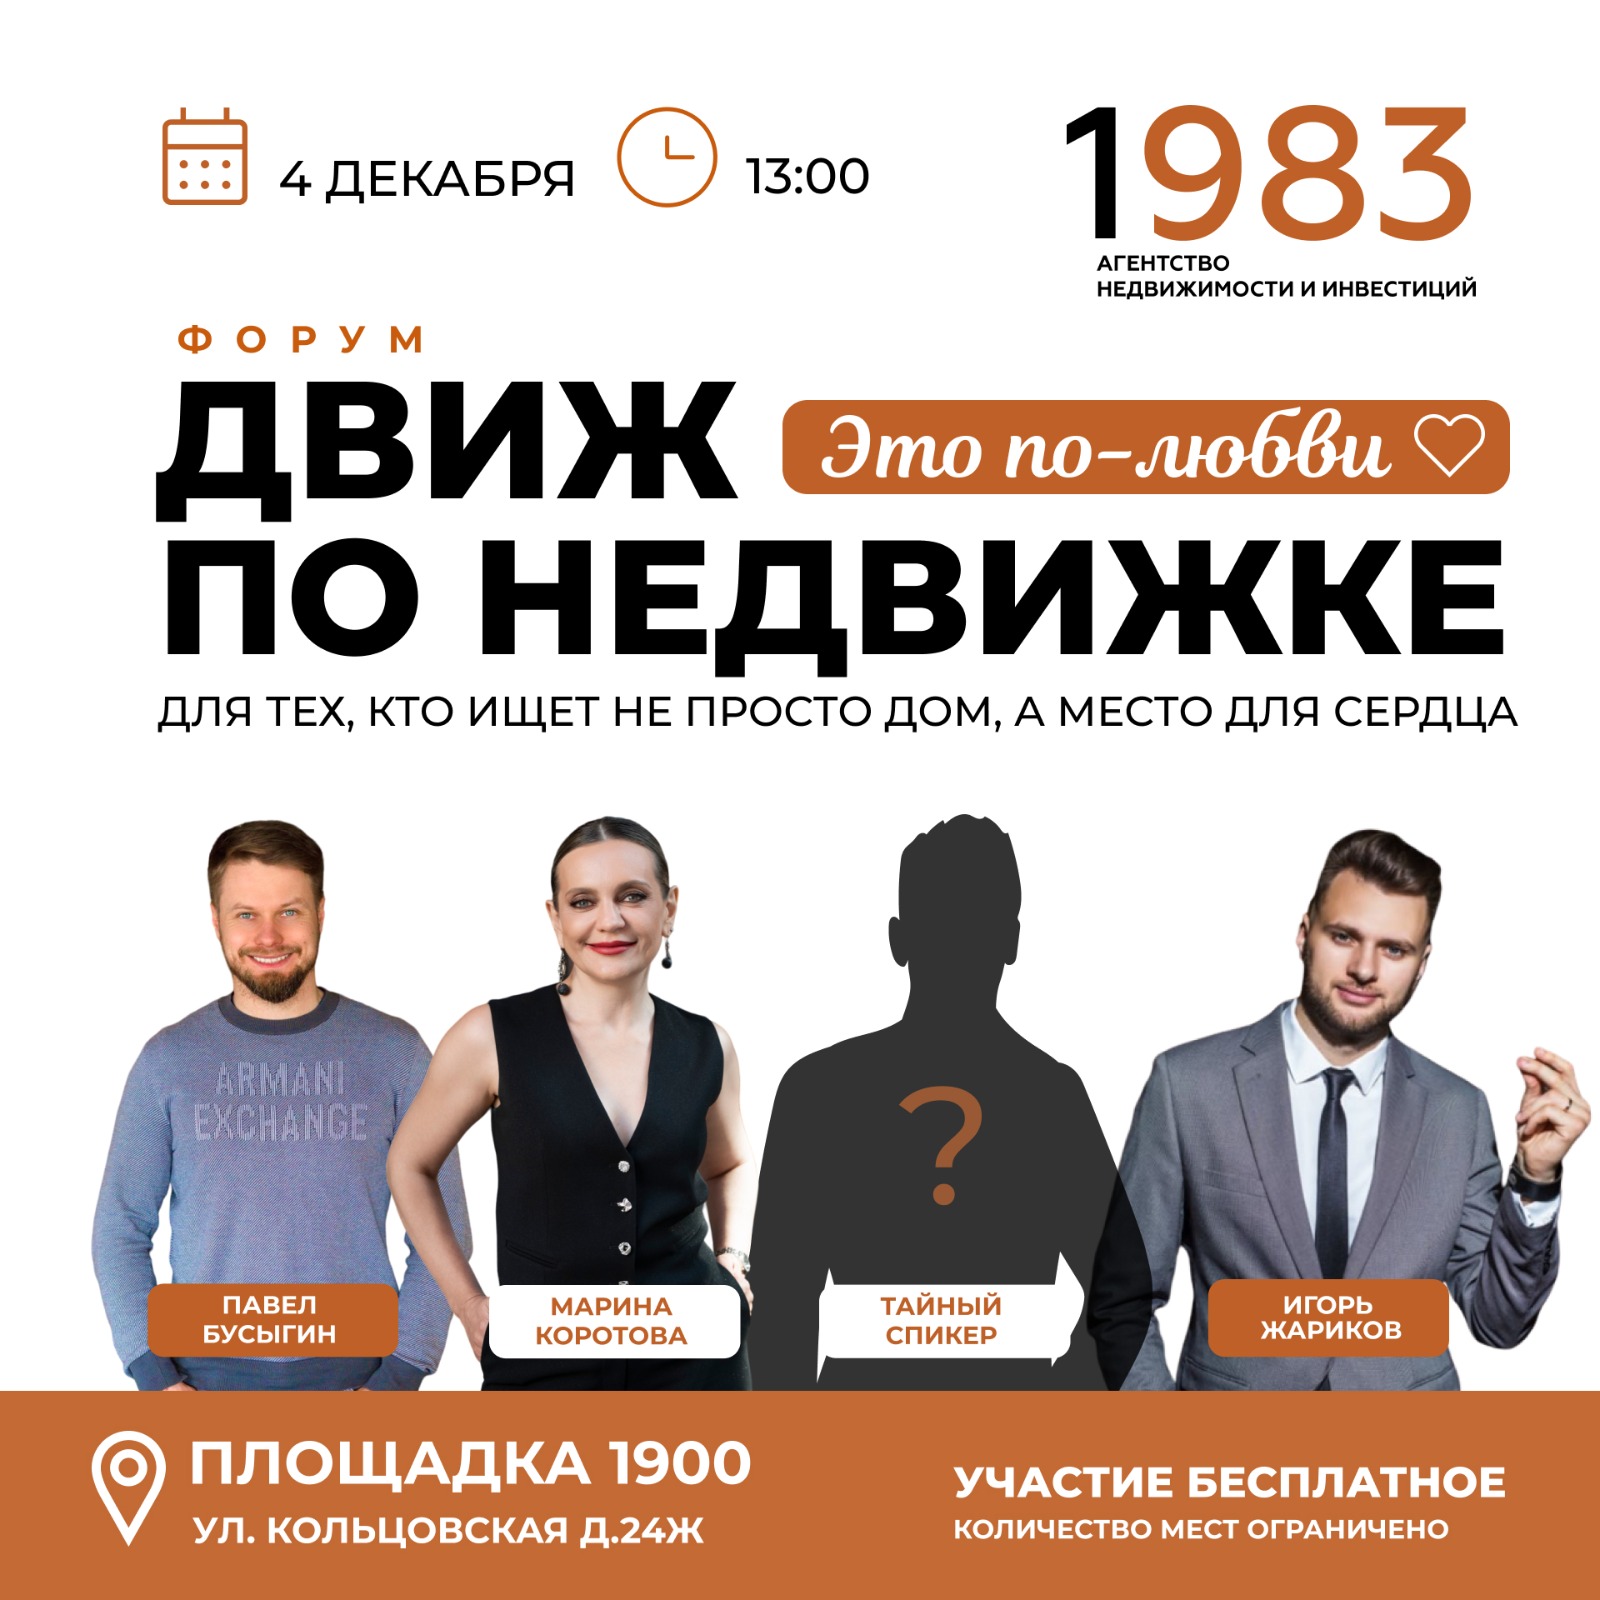 4 ДЕКАБРЯ
13:00
1983
АГЕНТСТВО
НЕДВИЖИМОСТИ И ИНВЕСТИЦИЙ
ФОРУМ
ДВИЖ
Это по-любви
ПО НЕДВИЖКЕ
ДЛЯ ТЕХ, КТО ИЩЕТ НЕ ПРОСТО ДОМ, А МЕСТО ДЛЯ СЕРДЦА
ARMANI
EXCHANGE
?
ПАВЕЛ
БУСЫГИН
МАРИНА
КОРОТОВА
ТАЙНЫЙ
СПИКЕР
ИГОРЬ
ЖАРИКОВ
ПЛОЩАДКА 1900
УЛ. КОЛЬЦОВСКАЯ Д.24Ж
УЧАСТИЕ БЕСПЛАТНОЕ
КОЛИЧЕСТВО МЕСТ ОГРАНИЧЕНО